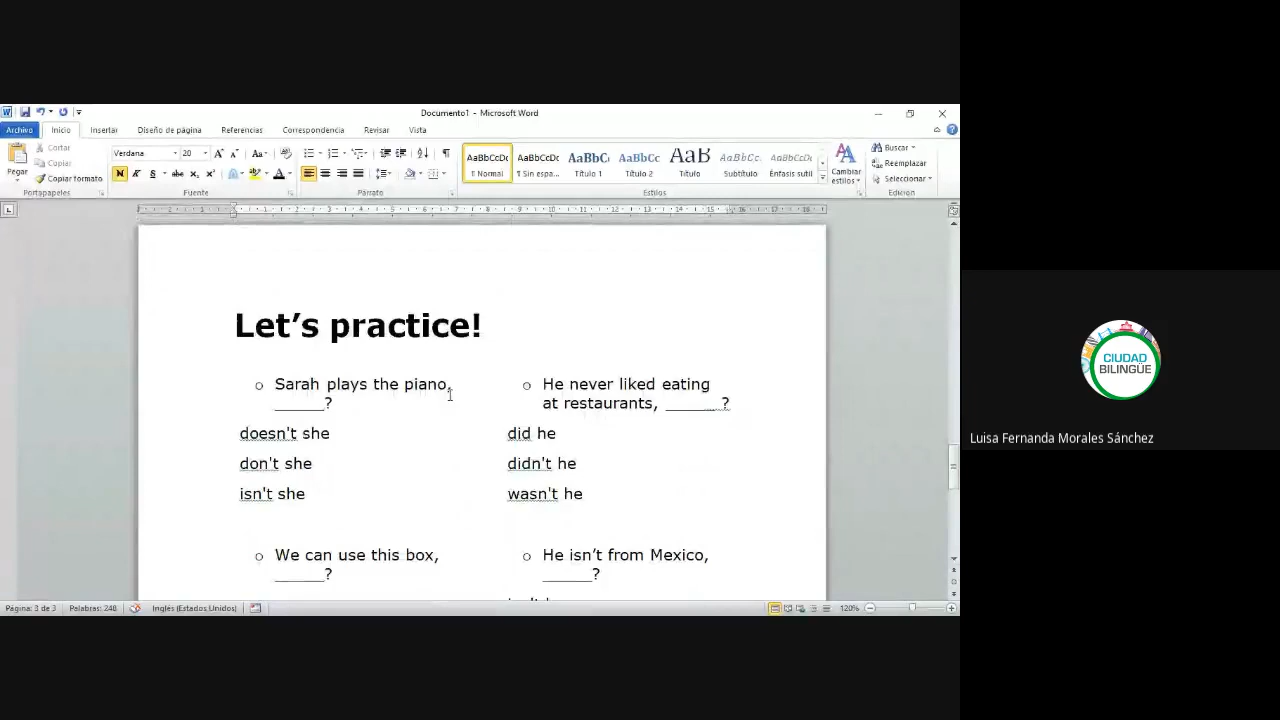 Documento1 - Microsoft Word
Archivo Inicio Insertar Diseño de página Referencias Correspondencia Revisar Vista
Cortar
Copiar
Copiar formato
Pegar
Portapapeles
Verdana 20
Fuente
Párrafo
AaBbCcDc AaBbCcDc AaBbC AaBbCc AaB AaBbCc. AaBbCcDc
¶ Normal ¶ Sin espa... Título 1 Título 2 Título Subtítulo Énfasis sutil
Estilos
Cambiar estilos
Buscar
Reemplazar
Seleccionar
Edición
Let's practice!
Sarah plays the piano,
______?
doesn't she
don't she
isn't she
He never liked eating
at restaurants, ______?
did he
didn't he
wasn't he
We can use this box,
______?
He isn't from Mexico,
______?
Página: 3 de 3 Palabras: 248 Inglés (Estados Unidos) 120%
CIUDAD
BILINGÜE
Luisa Fernanda Morales Sánchez